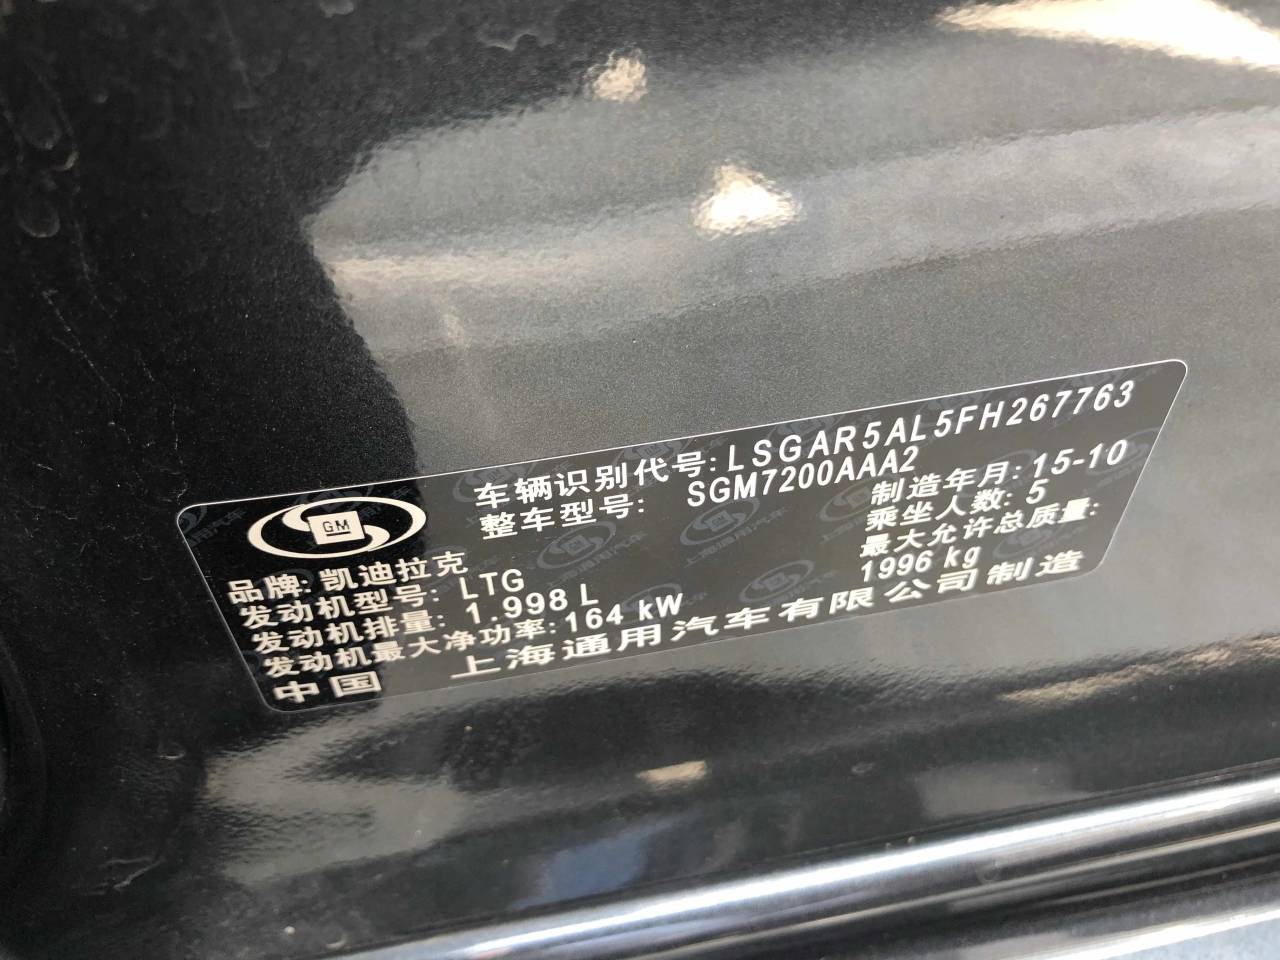 车辆识别代号: LSGAR5AL5FH267763
整车型号: SGM7200AAA2
制造年月: 15-10
乘坐人数: 5
最大允许总质量:
1996 kg
GM
品牌: 凯迪拉克
发动机型号: LTG
发动机排量: 1.998 L
发动机最大净功率: 164 kW
中国 上海通用汽车有限公司制造